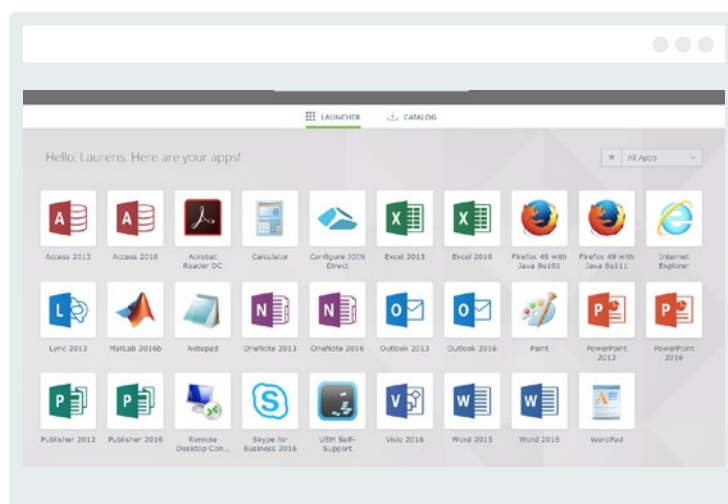 LAUNCHER CATALOG
Hello, Laurens. Here are your apps!
All Apps
Access 2013 Access 2016 Acrobat Reader DC Calculator Configure JOIN Direct Excel 2013 Excel 2016 Firefox 49 with Java 8u101 Firefox 49 with Java 8u111 Internet Explorer
Lync 2013 MatLab 2016b Notepad OneNote 2013 OneNote 2016 Outlook 2013 Outlook 2016 Paint PowerPoint 2013 PowerPoint 2016
Publisher 2013 Publisher 2016 Remote Desktop Con... Skype for Business 2016 UEM Self-Support Visio 2016 Word 2013 Word 2016 WordPad